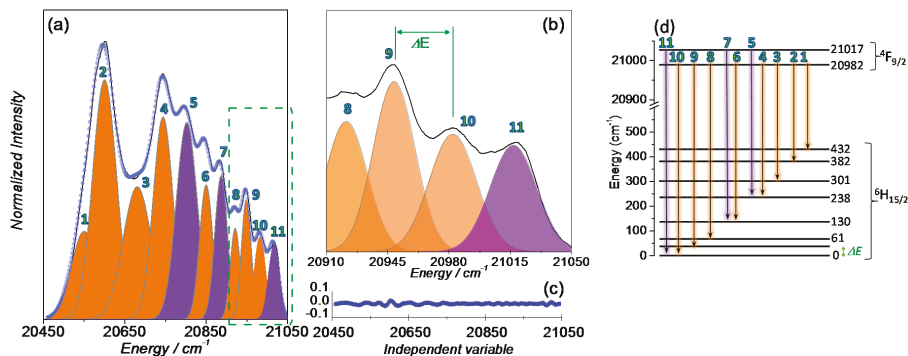 (a)
Normalized Intensity
1
2
3
4
5
6
7
8
9
10
11
20450 20650 20850 21050
Energy / cm⁻¹
(b)
9
ΔE
8
10
11
20910 20945 20980 21015 21050
Energy / cm⁻¹
(c)
0.1
0.0
-0.1
20450 20650 20850 21050
Independent variable
(d)
11 10 9 8 7 6 5 4 3 2 1
21017
20982
⁴F9/2
Energy (cm⁻¹)
21000
20900
500
400
300
200
100
0
432
382
301
238
130
61
0
ΔE
⁶H15/2